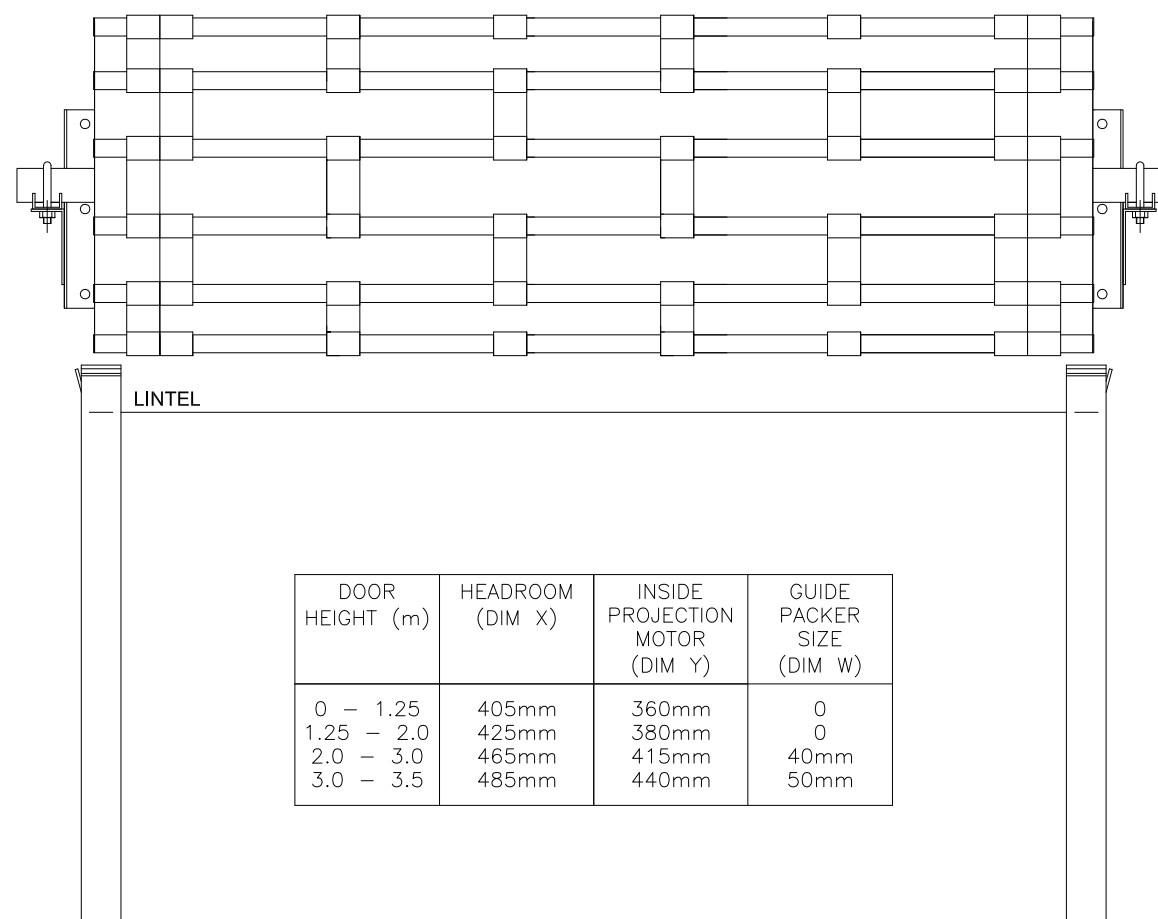 LINTEL
DOOR
HEIGHT (m)
HEADROOM
(DIM X)
INSIDE
PROJECTION
MOTOR
(DIM Y)
GUIDE
PACKER
SIZE
(DIM W)
0 – 1.25 405mm 360mm 0
1.25 – 2.0 425mm 380mm 0
2.0 – 3.0 465mm 415mm 40mm
3.0 – 3.5 485mm 440mm 50mm